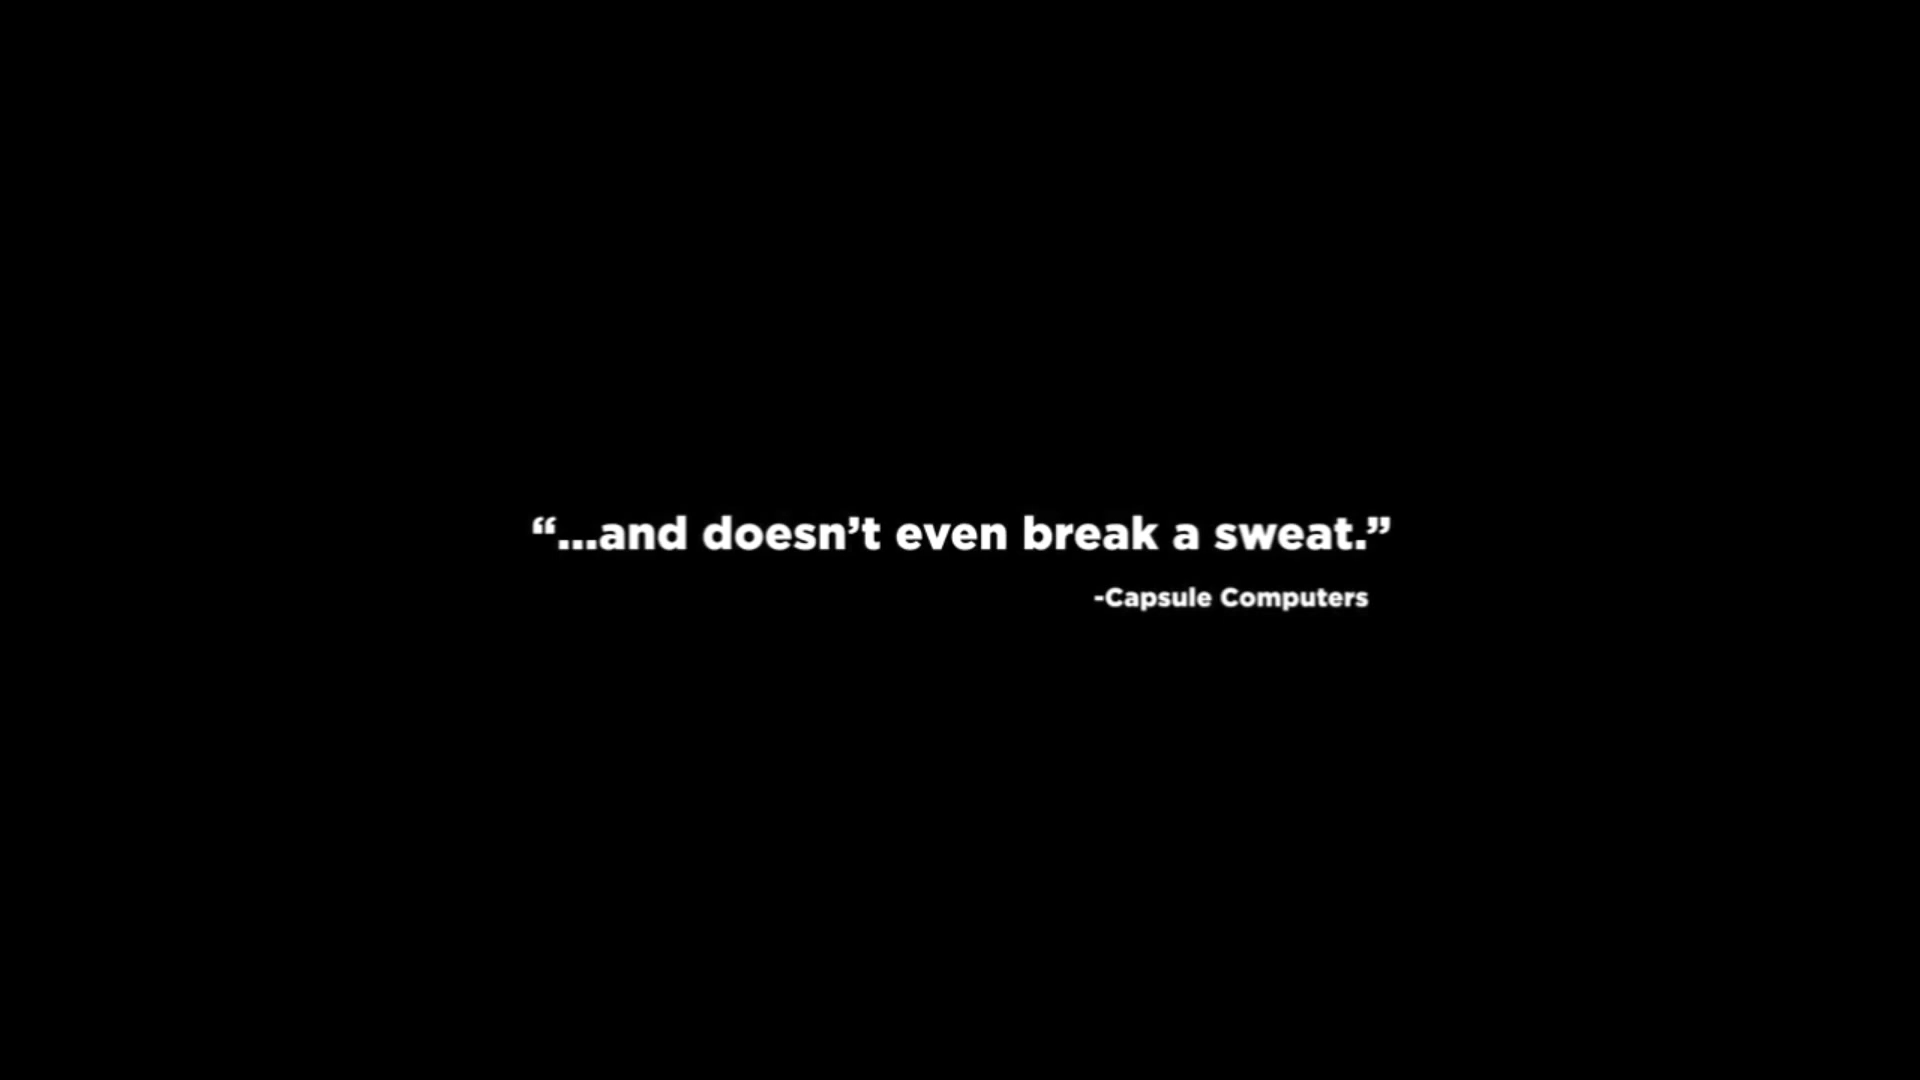 “...and doesn’t even break a sweat.”
-Capsule Computers